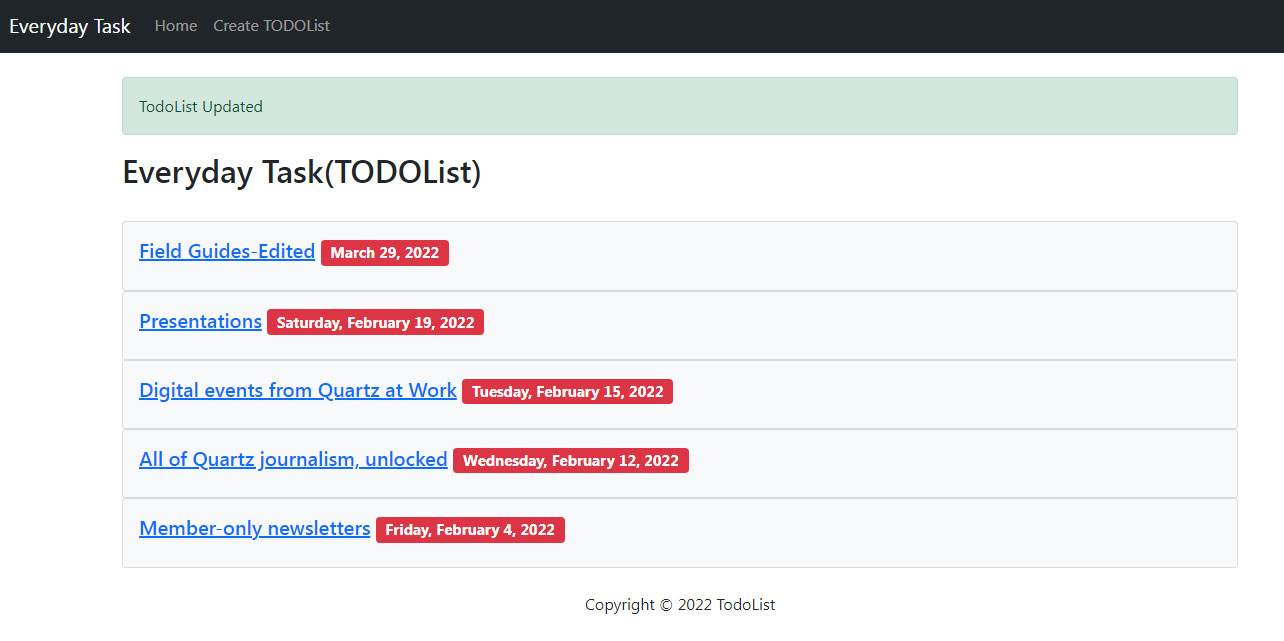 Everyday Task Home Create TODOList
TodoList Updated
Everyday Task(TODOList)
Field Guides-Edited March 29, 2022
Presentations Saturday, February 19, 2022
Digital events from Quartz at Work Tuesday, February 15, 2022
All of Quartz journalism, unlocked Wednesday, February 12, 2022
Member-only newsletters Friday, February 4, 2022
Copyright © 2022 TodoList